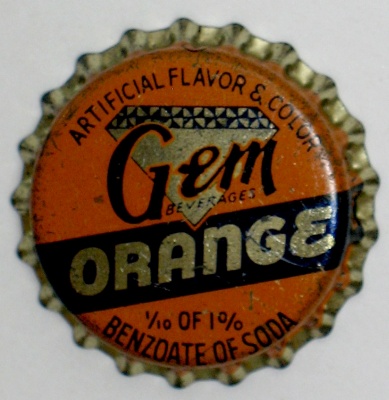 ARTIFICIAL FLAVOR & COLOR
Gem
BEVERAGES
ORANGE
1/10 OF 1%
BENZOATE OF SODA